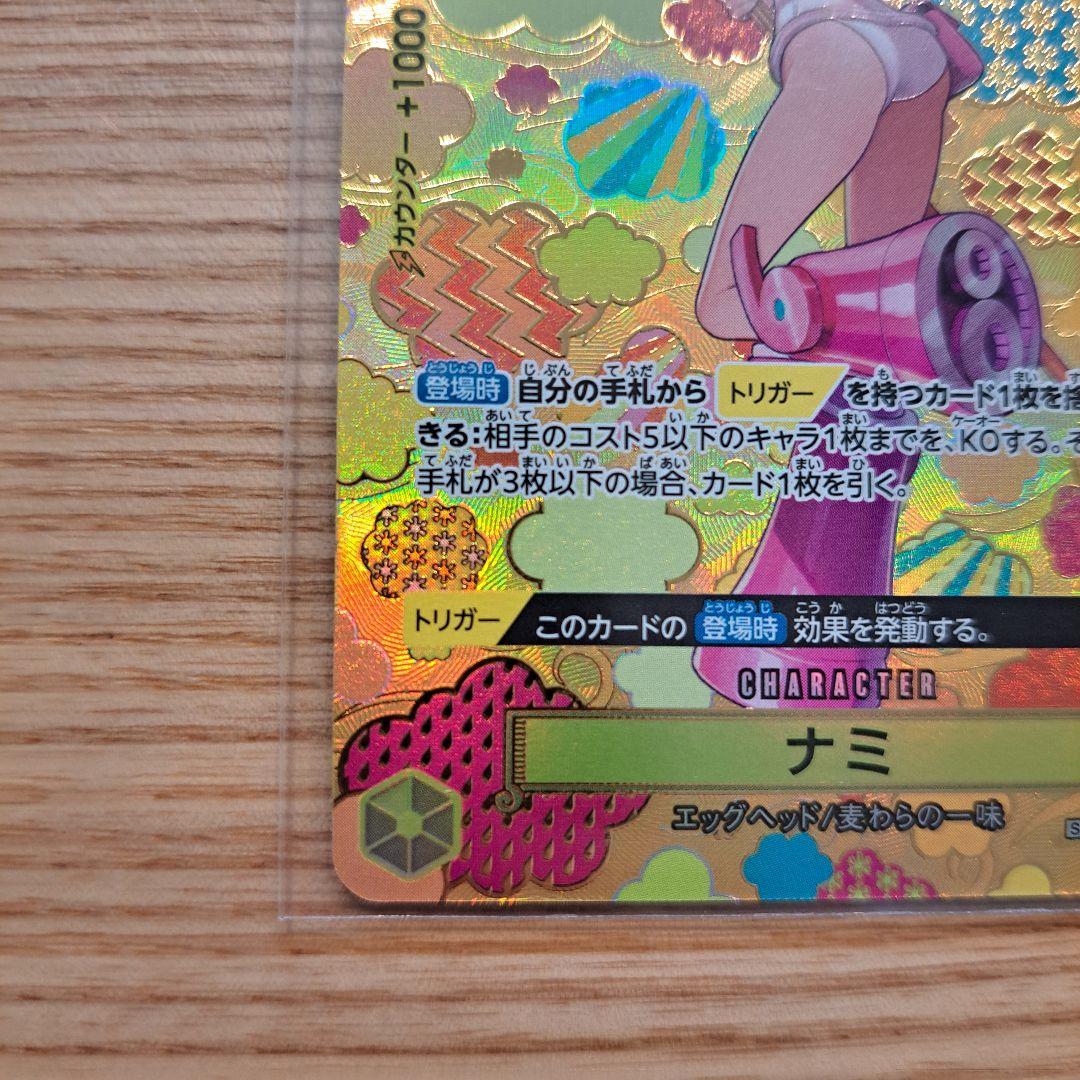 カウンター +1000
登場時 自分の手札から トリガー を持つカード1枚を捨
きる:相手のコスト5以下のキャラ1枚までを、KOする。そ
手札が3枚以下の場合、カード1枚を引く。
トリガー このカードの 登場時 効果を発動する。
CHARACTER
ナミ
エッグヘッド/麦わらの一味